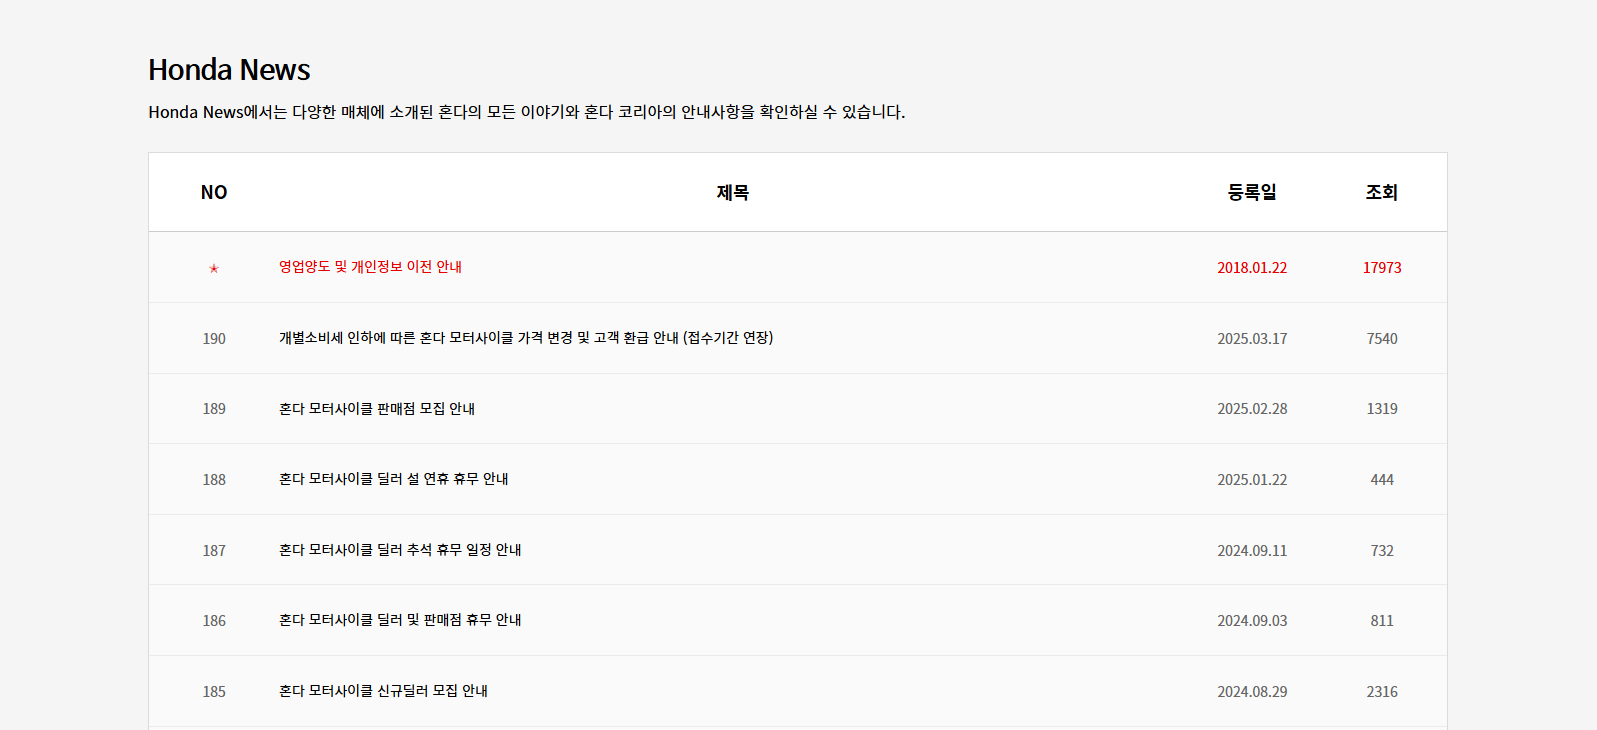 Honda News
Honda News에서는 다양한 매체에 소개된 혼다의 모든 이야기와 혼다 코리아의 안내사항을 확인하실 수 있습니다.
NO 제목 등록일 조회
★ 영업양도 및 개인정보 이전 안내 2018.01.22 17973
190 개별소비세 인하에 따른 혼다 모터사이클 가격 변경 및 고객 환급 안내 (접수기간 연장) 2025.03.17 7540
189 혼다 모터사이클 판매점 모집 안내 2025.02.28 1319
188 혼다 모터사이클 딜러 설 연휴 휴무 안내 2025.01.22 444
187 혼다 모터사이클 딜러 추석 휴무 일정 안내 2024.09.11 732
186 혼다 모터사이클 딜러 및 판매점 휴무 안내 2024.09.03 811
185 혼다 모터사이클 신규딜러 모집 안내 2024.08.29 2316